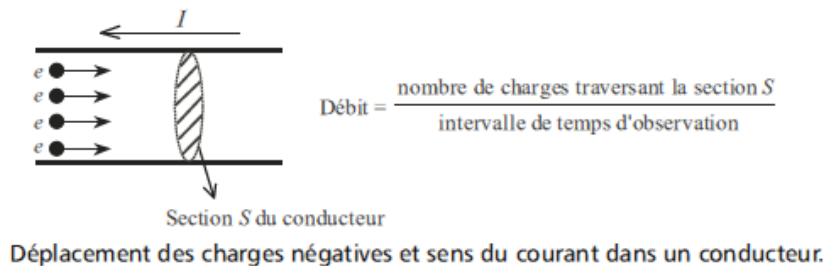 I
e
e
e
e
Débit = nombre de charges traversant la section S
intervalle de temps d'observation
Section S du conducteur
Déplacement des charges négatives et sens du courant dans un conducteur.